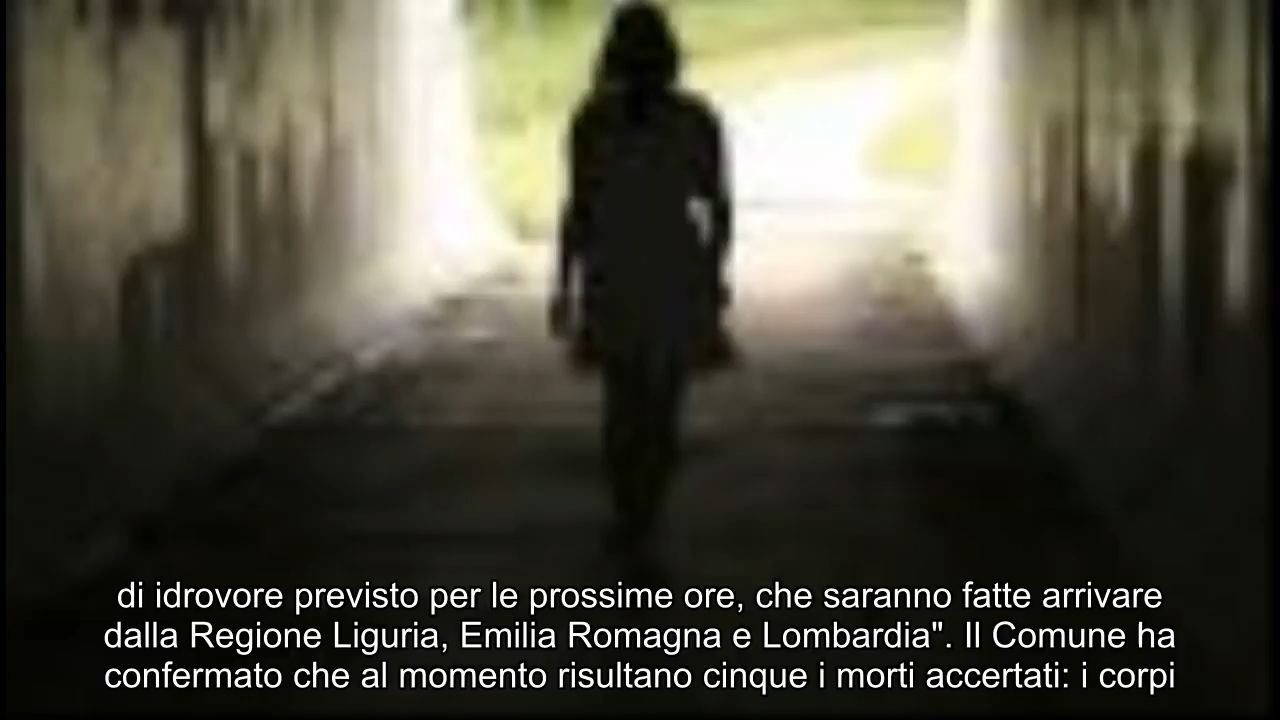 di idrovore previsto per le prossime ore, che saranno fatte arrivare
dalla Regione Liguria, Emilia Romagna e Lombardia". Il Comune ha
confermato che al momento risultano cinque i morti accertati: i corpi